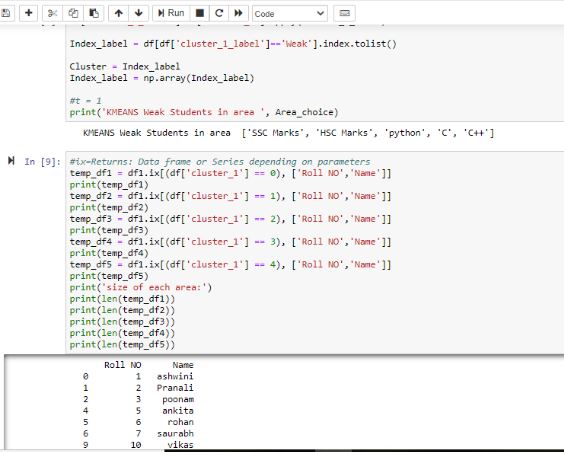 Run
Code
Index_label = df[df['cluster_1_label']=='Weak'].index.tolist()
Cluster = Index_label
Index_label = np.array(Index_label)
#t = 1
print('KMEANS Weak Students in area ', Area_choice)
KMEANS Weak Students in area  ['SSC Marks', 'HSC Marks', 'python', 'C', 'C++']
In [9]: #ix=Returns: Data frame or Series depending on parameters
temp_df1 = df1.ix[(df['cluster_1'] == 0), ['Roll NO','Name']]
print(temp_df1)
temp_df2 = df1.ix[(df['cluster_1'] == 1), ['Roll NO','Name']]
print(temp_df2)
temp_df3 = df1.ix[(df['cluster_1'] == 2), ['Roll NO','Name']]
print(temp_df3)
temp_df4 = df1.ix[(df['cluster_1'] == 3), ['Roll NO','Name']]
print(temp_df4)
temp_df5 = df1.ix[(df['cluster_1'] == 4), ['Roll NO','Name']]
print(temp_df5)
print('size of each area:')
print(len(temp_df1))
print(len(temp_df2))
print(len(temp_df3))
print(len(temp_df4))
print(len(temp_df5))
Roll NO Name
0 1 ashwini
1 2 Pranali
2 3 poonam
4 5 ankita
5 6 rohan
6 7 saurabh
9 10 vikas